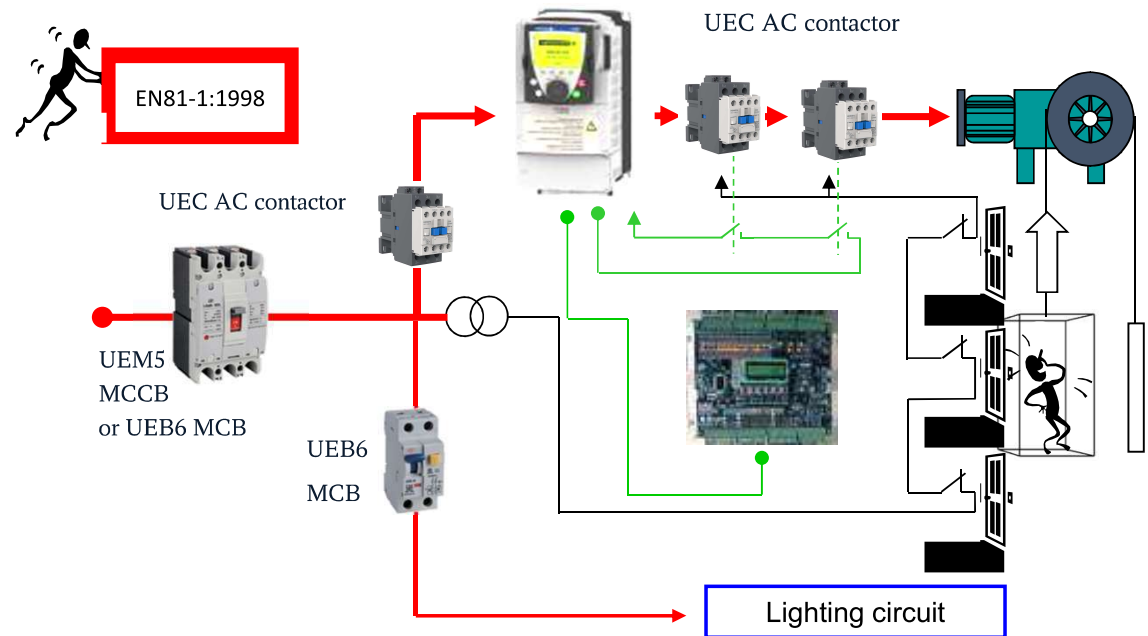 UEC AC contactor
EN81-1:1998
UEC AC contactor
UEM5
MCCB
or UEB6 MCB
UEB6
MCB
Lighting circuit